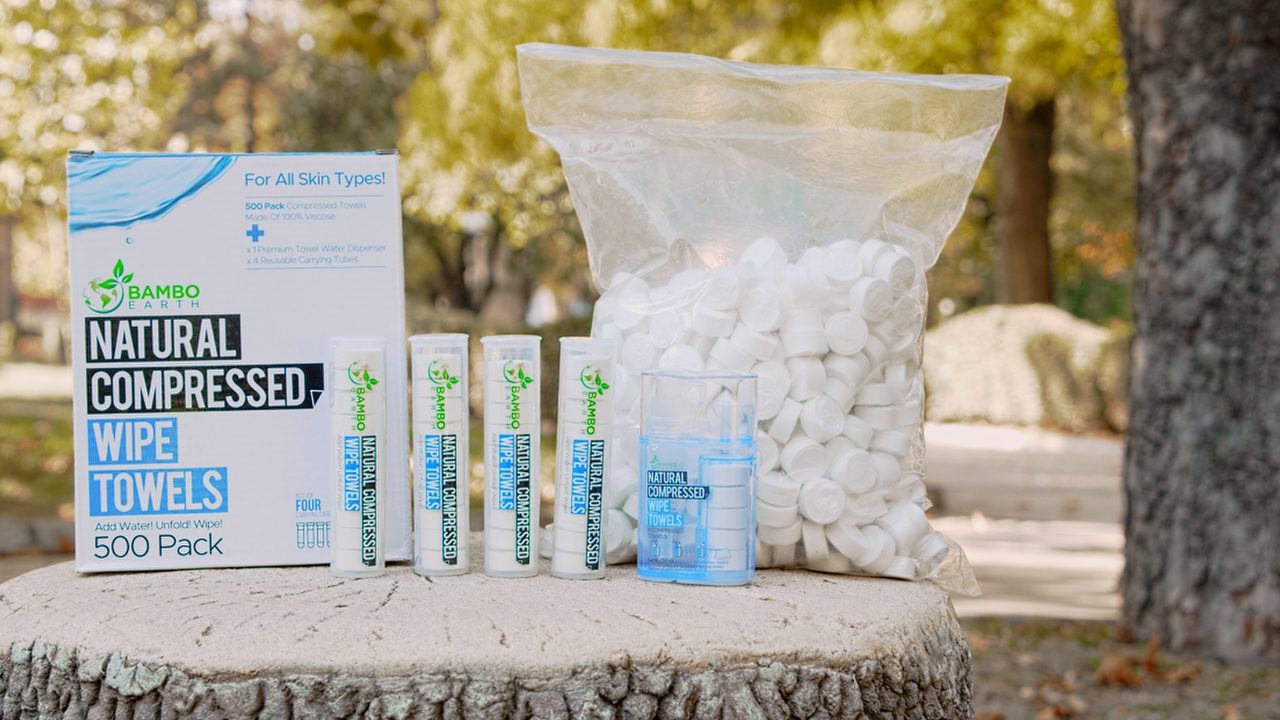 For All Skin Types!
500 Pack Compressed Towels
Made Of 100% Viscose
x 1 Premium Towel Water Dispenser
x 4 Reusable Carrying Tubes
BAMBO
EARTH
NATURAL
COMPRESSED
WIPE
TOWELS
Add Water! Unfold! Wipe!
500 Pack
FOUR
BAMBO
EARTH
NATURAL COMPRESSED
WIPE TOWELS
BAMBO
EARTH
NATURAL COMPRESSED
WIPE TOWELS
BAMBO
EARTH
NATURAL COMPRESSED
WIPE TOWELS
BAMBO
EARTH
NATURAL COMPRESSED
WIPE TOWELS
NATURAL
COMPRESSED
WIPE
TOWELS